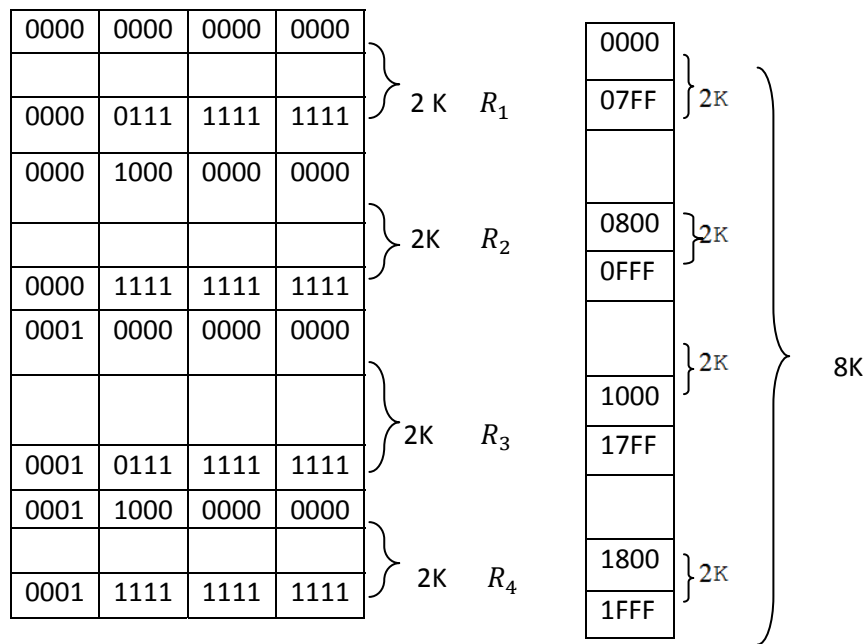 0000 0000 0000 0000
2 K R₁
0000 0111 1111 1111
0000 1000 0000 0000
2K R₂
0000 1111 1111 1111
0001 0000 0000 0000
2K R₃
0001 0111 1111 1111
0001 1000 0000 0000
2K R₄
0001 1111 1111 1111
0000
2K
07FF
0800
2K
0FFF
2K
1000
17FF
1800
2K
1FFF
8K